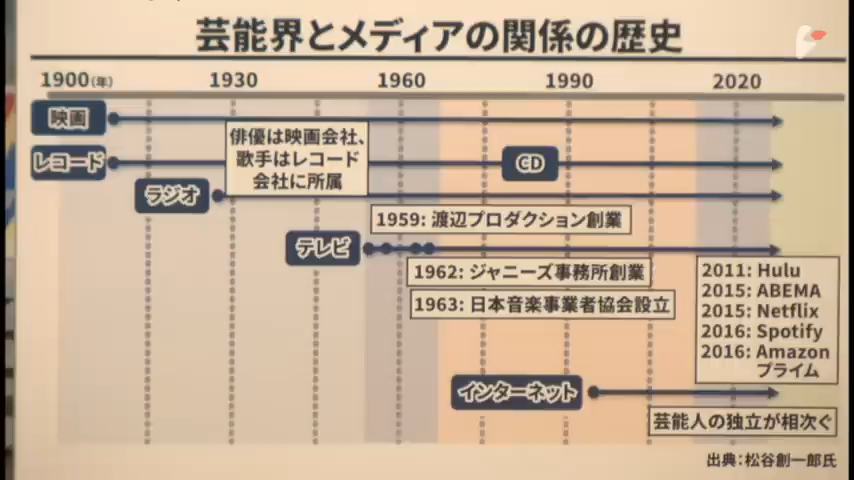 芸能界とメディアの関係の歴史
1900(年) 1930 1960 1990 2020
映画
俳優は映画会社、
歌手はレコード
会社に所属
レコード
CD
ラジオ
1959: 渡辺プロダクション創業
テレビ
1962: ジャニーズ事務所創業
1963: 日本音楽事業者協会設立
2011: Hulu
2015: ABEMA
2015: Netflix
2016: Spotify
2016: Amazon
プライム
インターネット
芸能人の独立が相次ぐ
出典：松谷創一郎氏